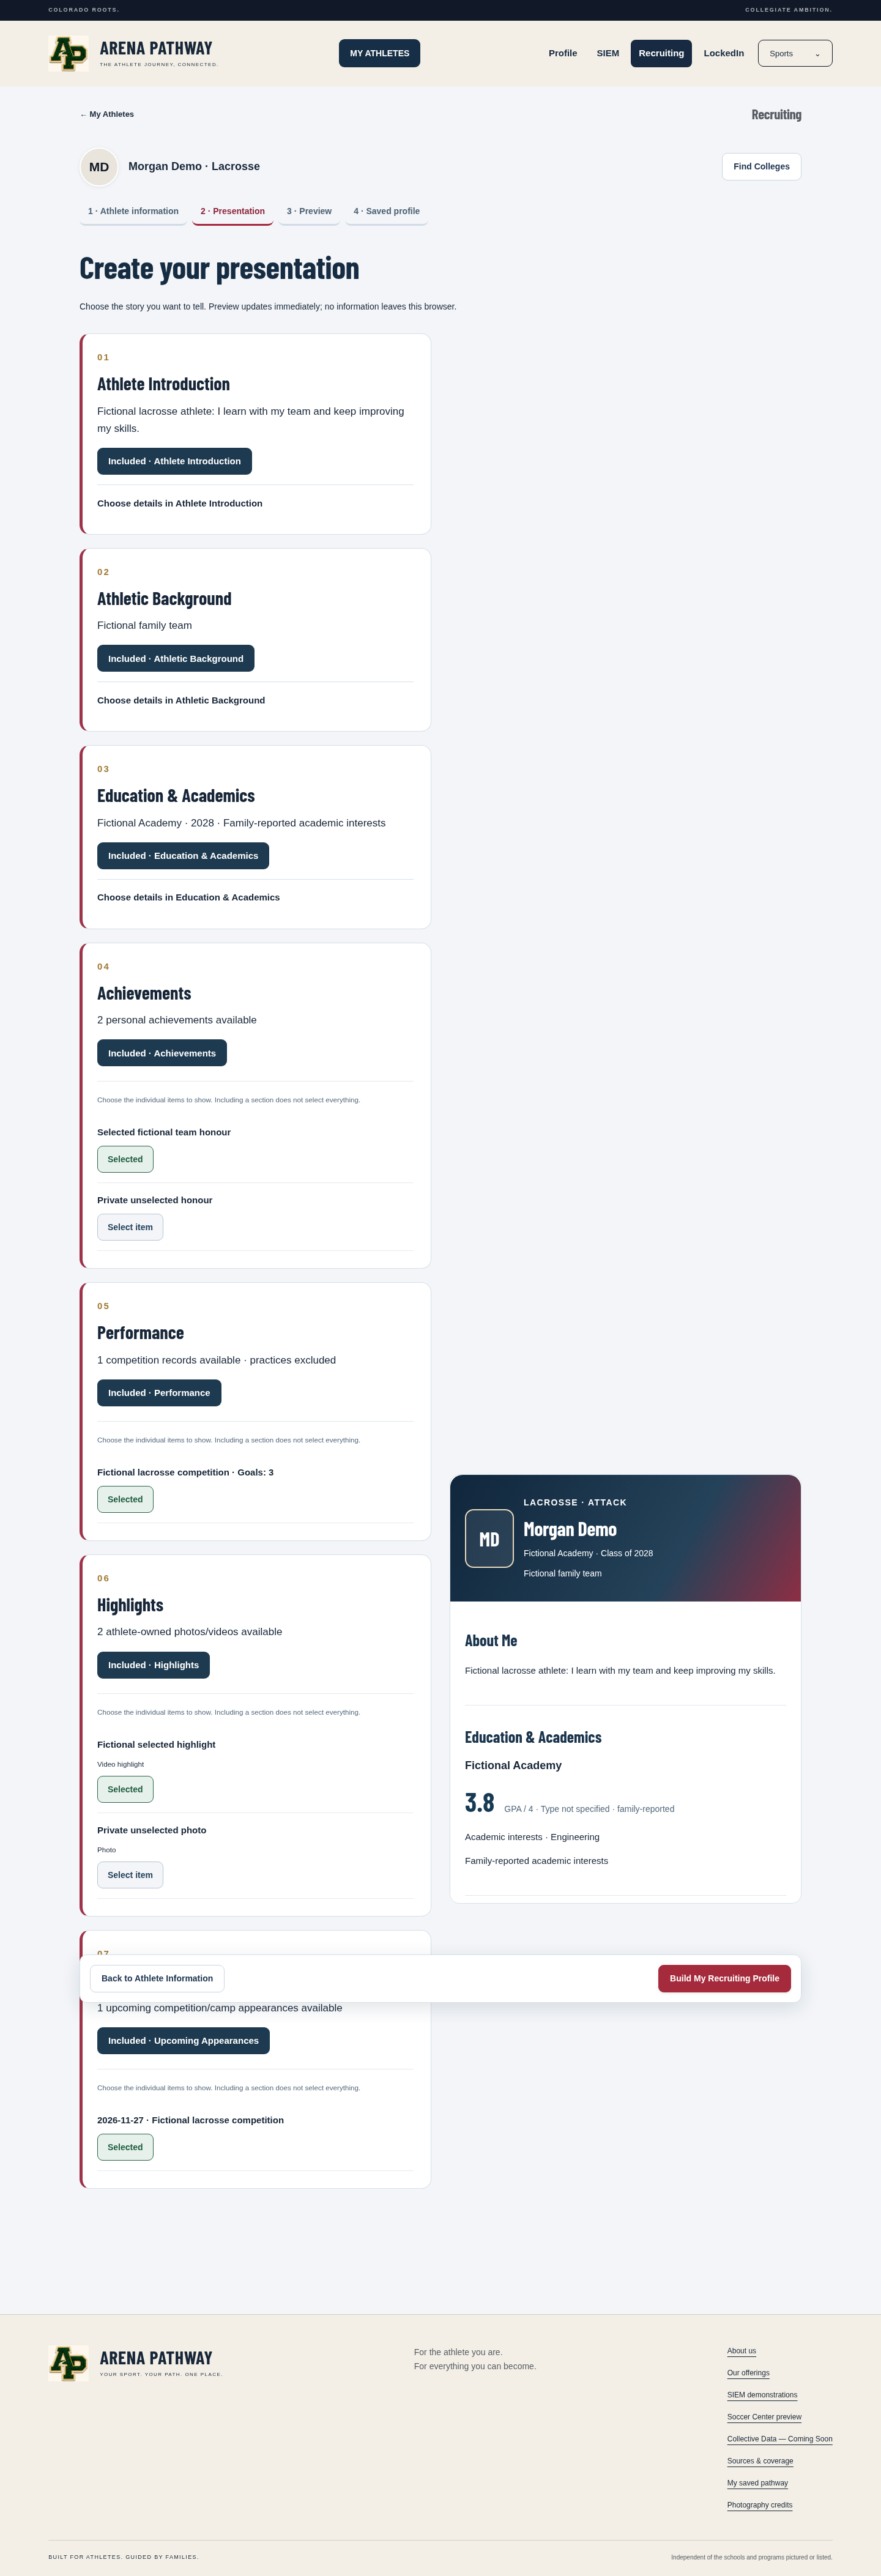 COLORADO ROOTS.
COLLEGIATE AMBITION.
AP
ARENA PATHWAY
THE ATHLETE JOURNEY, CONNECTED.
MY ATHLETES
Profile
SIEM
Recruiting
LockedIn
Sports
← My Athletes
Recruiting
MD
Morgan Demo · Lacrosse
Find Colleges
1 · Athlete information
2 · Presentation
3 · Preview
4 · Saved profile
Create your presentation
Choose the story you want to tell. Preview updates immediately; no information leaves this browser.
01
Athlete Introduction
Fictional lacrosse athlete: I learn with my team and keep improving
my skills.
Included · Athlete Introduction
Choose details in Athlete Introduction
02
Athletic Background
Fictional family team
Included · Athletic Background
Choose details in Athletic Background
03
Education & Academics
Fictional Academy · 2028 · Family-reported academic interests
Included · Education & Academics
Choose details in Education & Academics
04
Achievements
2 personal achievements available
Included · Achievements
Choose the individual items to show. Including a section does not select everything.
Selected fictional team honour
Selected
Private unselected honour
Select item
05
Performance
1 competition records available · practices excluded
Included · Performance
Choose the individual items to show. Including a section does not select everything.
Fictional lacrosse competition · Goals: 3
Selected
06
Highlights
2 athlete-owned photos/videos available
Included · Highlights
Choose the individual items to show. Including a section does not select everything.
Fictional selected highlight
Video highlight
Selected
Private unselected photo
Photo
Select item
LACROSSE · ATTACK
MD
Morgan Demo
Fictional Academy · Class of 2028
Fictional family team
About Me
Fictional lacrosse athlete: I learn with my team and keep improving my skills.
Education & Academics
Fictional Academy
3.8 GPA / 4 · Type not specified · family-reported
Academic interests · Engineering
Family-reported academic interests
07
Back to Athlete Information
Build My Recruiting Profile
1 upcoming competition/camp appearances available
Included · Upcoming Appearances
Choose the individual items to show. Including a section does not select everything.
2026-11-27 · Fictional lacrosse competition
Selected
AP
ARENA PATHWAY
YOUR SPORT. YOUR PATH. ONE PLACE.
For the athlete you are.
For everything you can become.
About us
Our offerings
SIEM demonstrations
Soccer Center preview
Collective Data — Coming Soon
Sources & coverage
My saved pathway
Photography credits
BUILT FOR ATHLETES. GUIDED BY FAMILIES.
Independent of the schools and programs pictured or listed.